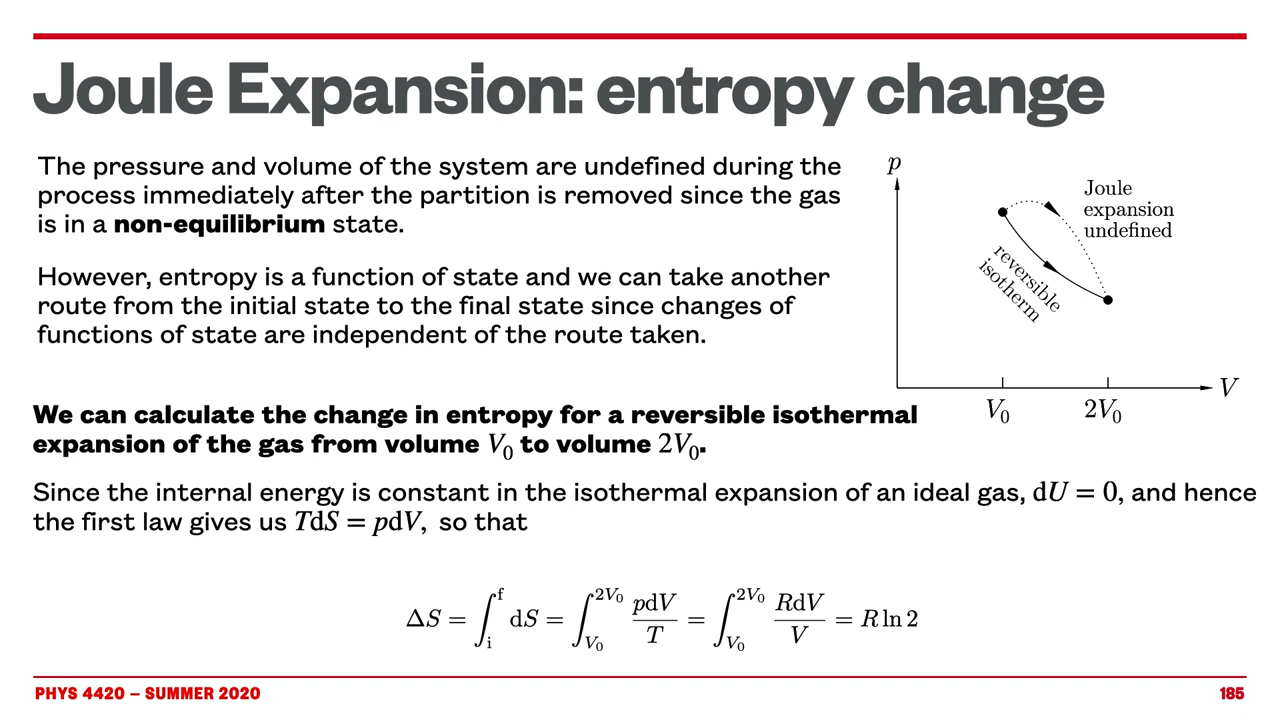 Joule Expansion: entropy change
The pressure and volume of the system are undefined during the
process immediately after the partition is removed since the gas
is in a non-equilibrium state.
However, entropy is a function of state and we can take another
route from the initial state to the final state since changes of
functions of state are independent of the route taken.
p
Joule
expansion
undefined
reversible
isotherm
V₀
2V₀
V
We can calculate the change in entropy for a reversible isothermal
expansion of the gas from volume V₀ to volume 2V₀.
Since the internal energy is constant in the isothermal expansion of an ideal gas, dU = 0, and hence
the first law gives us TdS = pdV, so that
ΔS = ∫ᵢᶠ dS = ∫_{V₀}^{2V₀} pdV/T = ∫_{V₀}^{2V₀} RdV/V = R ln 2
PHYS 4420 – SUMMER 2020
185